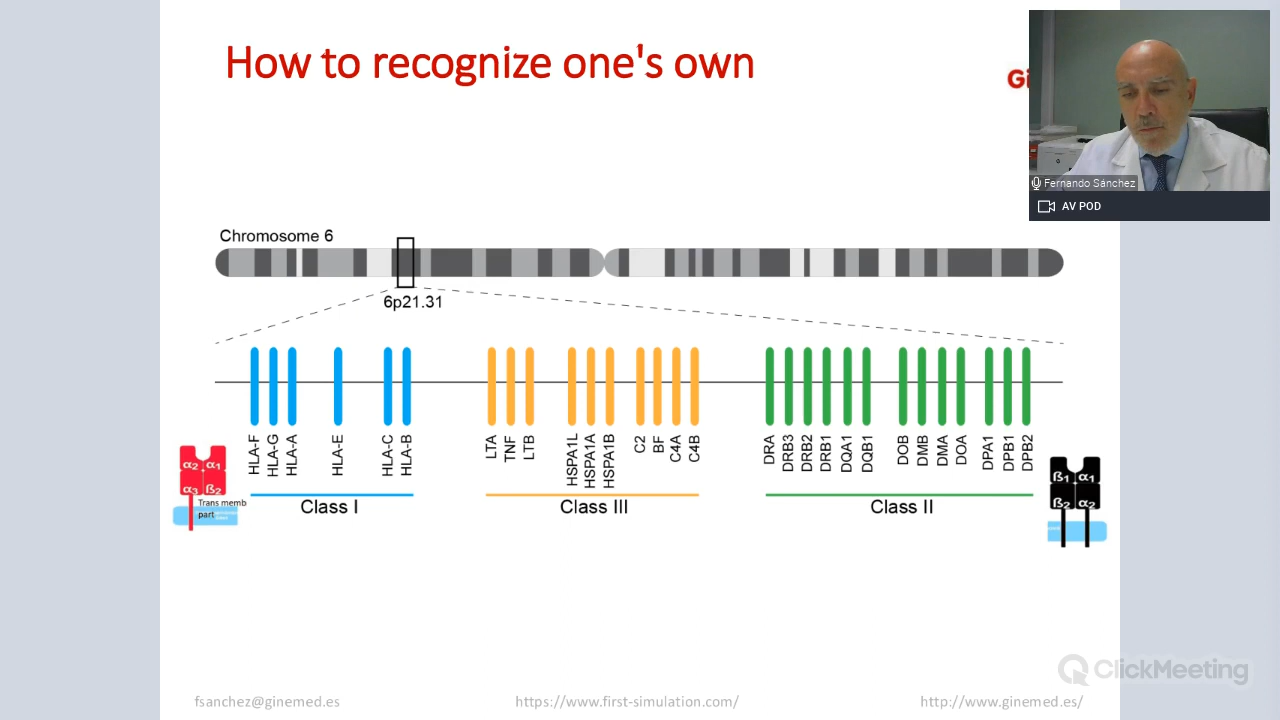 How to recognize one's own
Gi
Fernando Sánchez
AV POD
Chromosome 6
6p21.31
HLA-F
HLA-G
HLA-A
HLA-E
HLA-C
HLA-B
LTA
TNF
LTB
HSPA1L
HSPA1A
HSPA1B
C2
BF
C4A
C4B
DRA
DRB3
DRB2
DRB1
DQA1
DQB1
DOB
DMB
DMA
DOA
DPA1
DPB1
DPB2
α2 α1
α3 ß2
Trans memb
part
Class I
Class III
Class II
ß1 α1
ß2 α2
ClickMeeting
fsanchez@ginemed.es
https://www.first-simulation.com/
http://www.ginemed.es/